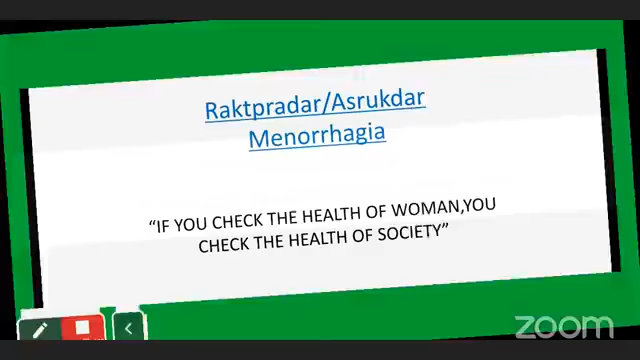 Raktpradar/Asrukdar
Menorrhagia
“IF YOU CHECK THE HEALTH OF WOMAN,YOU
CHECK THE HEALTH OF SOCIETY”
zoom